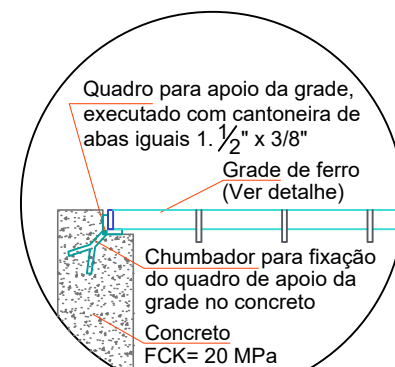 Quadro para apoio da grade,
executado com cantoneira de
abas iguais 1.½" x 3/8"
Grade de ferro
(Ver detalhe)
Chumbador para fixação
do quadro de apoio da
grade no concreto
Concreto
FCK= 20 MPa